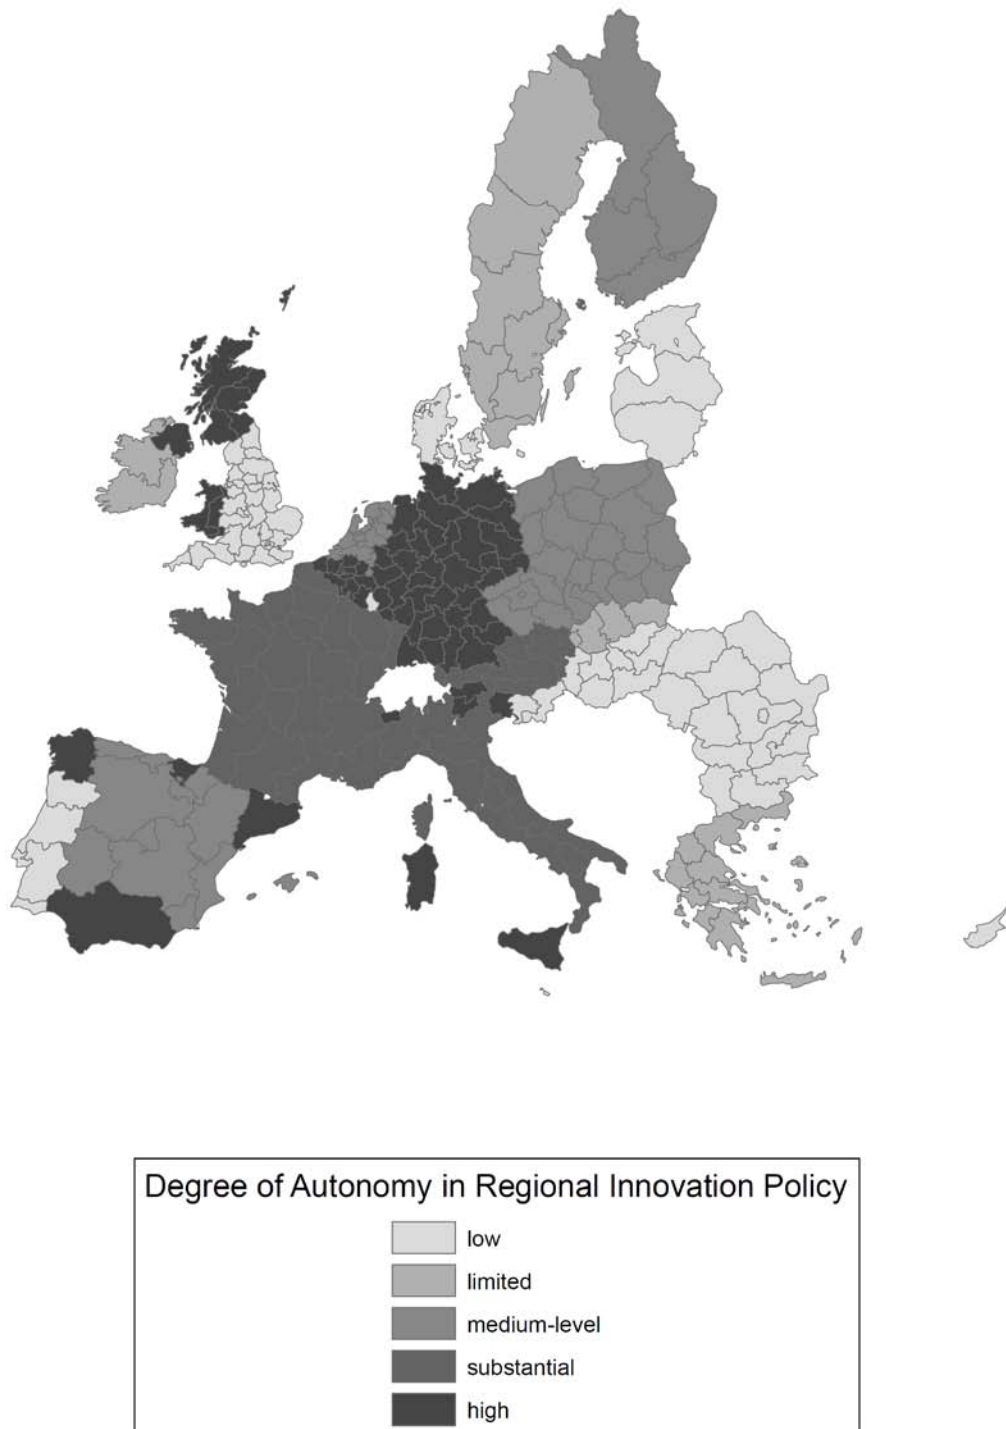 Degree of Autonomy in Regional Innovation Policy
low
limited
medium-level
substantial
high